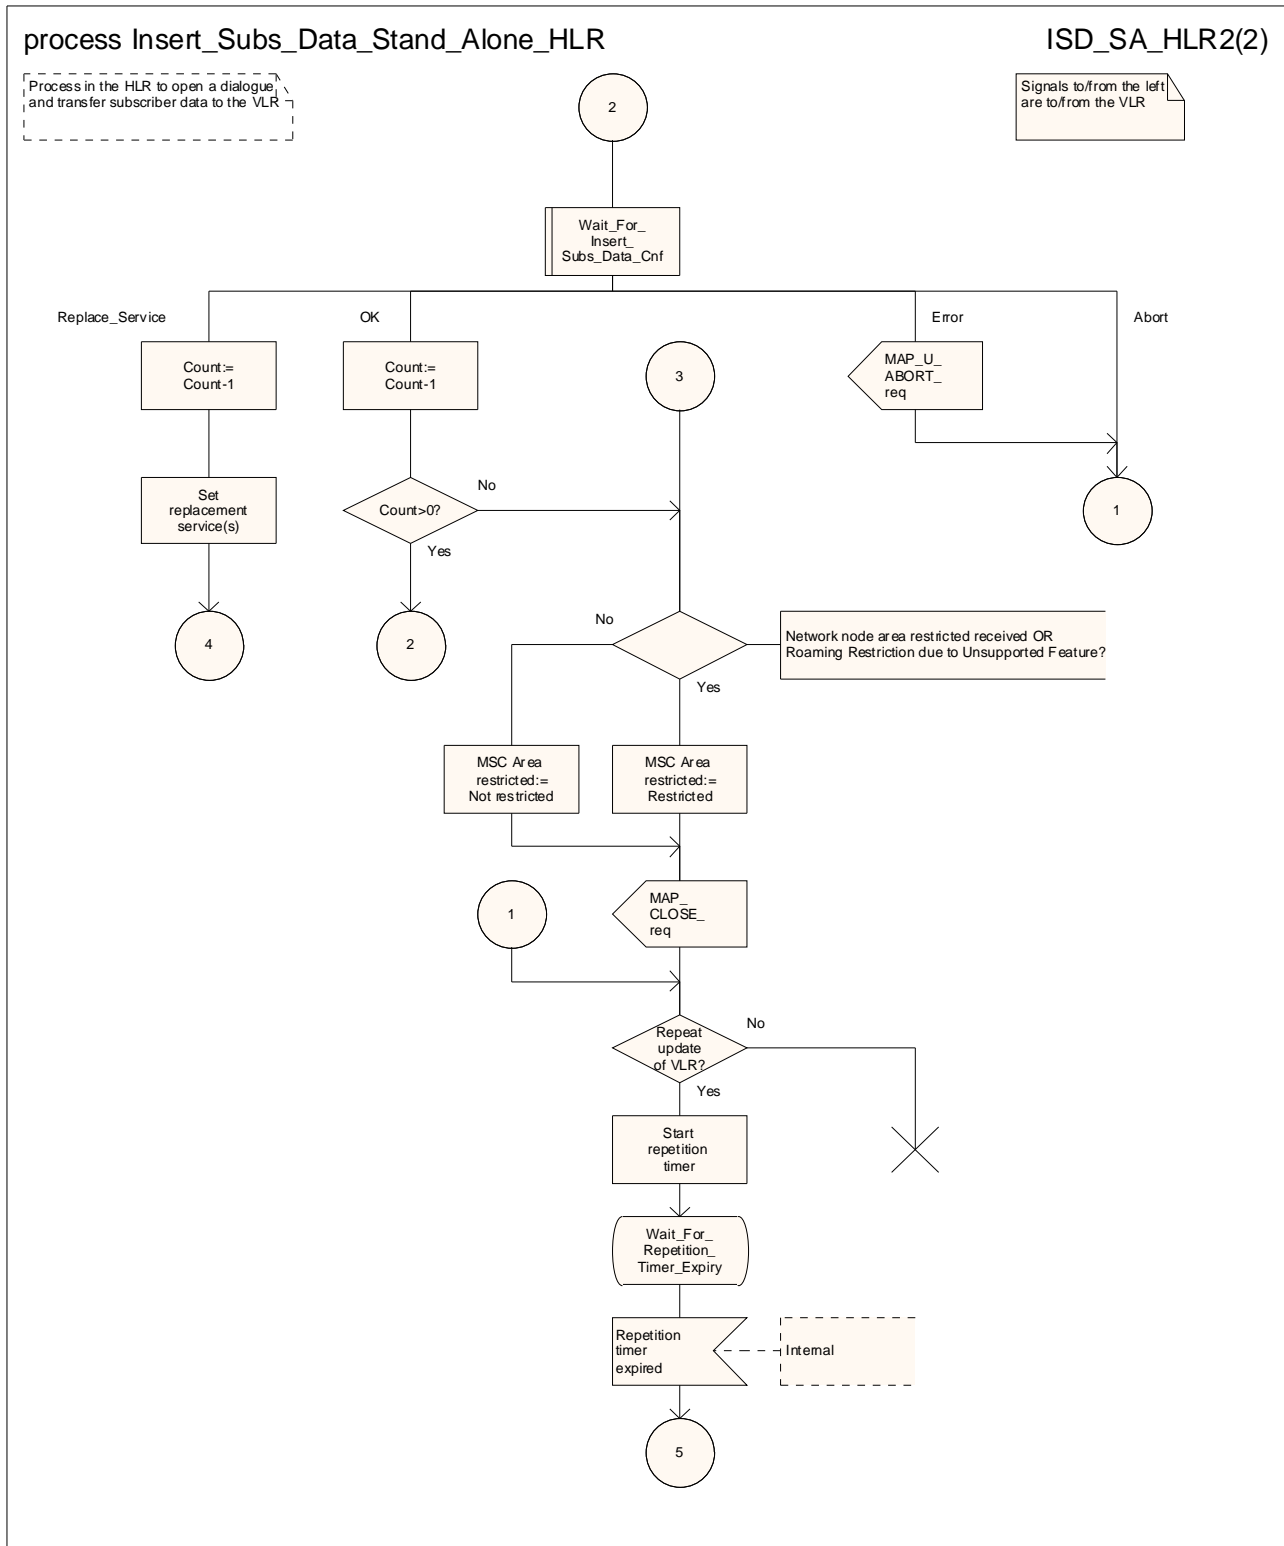 process Insert_Subs_Data_Stand_Alone_HLR
ISD_SA_HLR2(2)
Process in the HLR to open a dialogue
and transfer subscriber data to the VLR
2
Signals to/from the left
are to/from the VLR
Wait_For_
Insert_
Subs_Data_Cnf
Replace_Service
OK
Error
Abort
Count:=
Count-1
Count:=
Count-1
3
MAP_U_
ABORT_
req
Set
replacement
service(s)
Count>0?
No
Yes
1
4
2
No
Network node area restricted received OR
Roaming Restriction due to Unsupported Feature?
Yes
MSC Area
restricted:=
Not restricted
MSC Area
restricted:=
Restricted
1
MAP_
CLOSE_
req
Repeat
update
of VLR?
No
Yes
Start
repetition
timer
Wait_For_
Repetition_
Timer_Expiry
Repetition
timer
expired
Internal
5